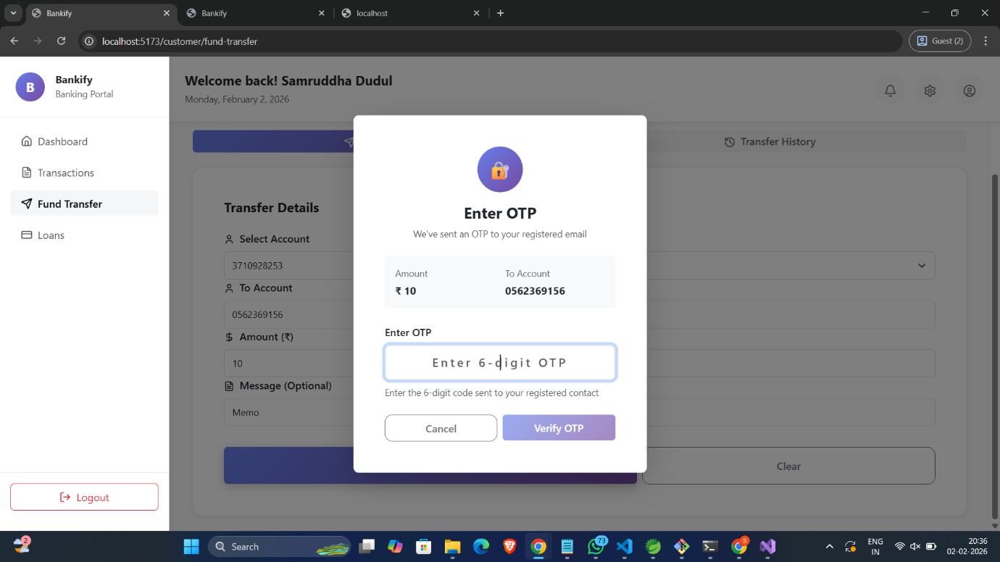 Bankify
Bankify
localhost
localhost:5173/customer/fund-transfer
Guest (2)
B
Bankify
Banking Portal
Dashboard
Transactions
Fund Transfer
Loans
Logout
Welcome back! Samruddha Dudul
Monday, February 2, 2026
Transfer History
Transfer Details
Select Account
3710928253
To Account
0562369156
Amount (₹)
10
Message (Optional)
Memo
Clear
Enter OTP
We've sent an OTP to your registered email
Amount
To Account
₹ 10
0562369156
Enter OTP
Enter 6-digit OTP
Enter the 6-digit code sent to your registered contact
Cancel
Verify OTP
2
Search
73
S
ENG
IN
20:36
02-02-2026